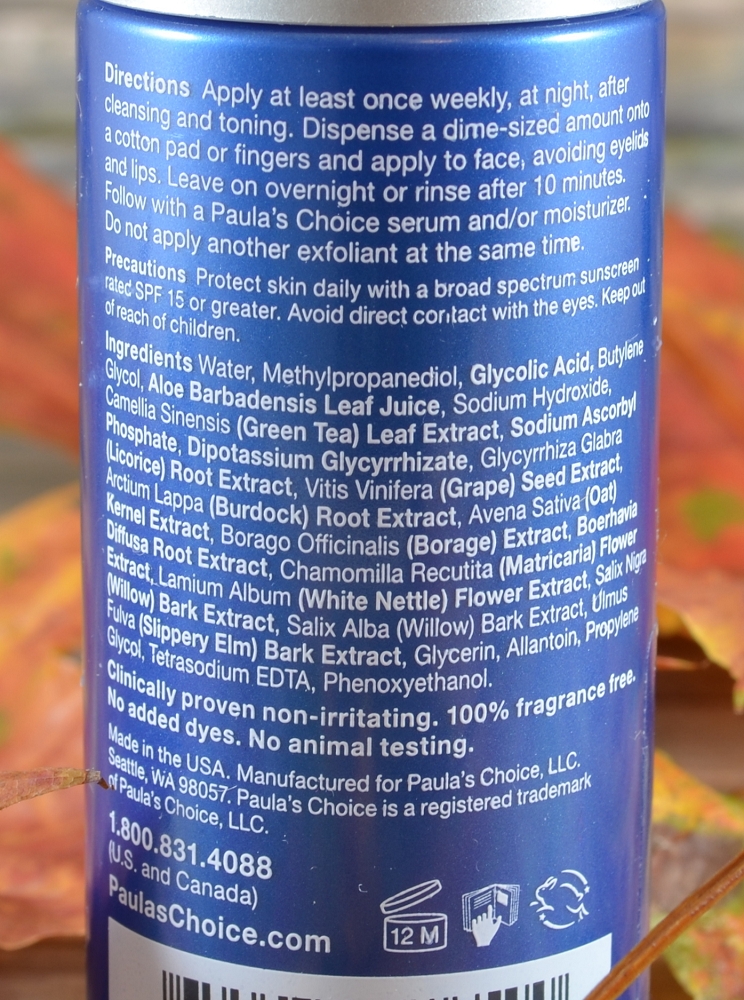 Directions Apply at least once weekly, at night, after
cleansing and toning. Dispense a dime-sized amount onto
a cotton pad or fingers and apply to face, avoiding eyelids
and lips. Leave on overnight or rinse after 10 minutes.
Follow with a Paula's Choice serum and/or moisturizer.
Do not apply another exfoliant at the same time.
Precautions Protect skin daily with a broad spectrum sunscreen
rated SPF 15 or greater. Avoid direct contact with the eyes. Keep out
of reach of children.
Ingredients Water, Methylpropanediol, Glycolic Acid, Butylene
Glycol, Aloe Barbadensis Leaf Juice, Sodium Hydroxide,
Camellia Sinensis (Green Tea) Leaf Extract, Sodium Ascorbyl
Phosphate, Dipotassium Glycyrrhizate, Glycyrrhiza Glabra
(Licorice) Root Extract, Vitis Vinifera (Grape) Seed Extract,
Arctium Lappa (Burdock) Root Extract, Avena Sativa (Oat)
Kernel Extract, Borago Officinalis (Borage) Extract, Boerhavia
Diffusa Root Extract, Chamomilla Recutita (Matricaria) Flower
Extract, Lamium Album (White Nettle) Flower Extract, Salix Nigra
(Willow) Bark Extract, Salix Alba (Willow) Bark Extract, Ulmus
Fulva (Slippery Elm) Bark Extract, Glycerin, Allantoin, Propylene
Glycol, Tetrasodium EDTA, Phenoxyethanol.
Clinically proven non-irritating. 100% fragrance free.
No added dyes. No animal testing.
Made in the USA. Manufactured for Paula's Choice, LLC.
Seattle, WA 98057. Paula's Choice is a registered trademark
of Paula's Choice, LLC.
1.800.831.4088
(U.S. and Canada)
PaulasChoice.com
12 M